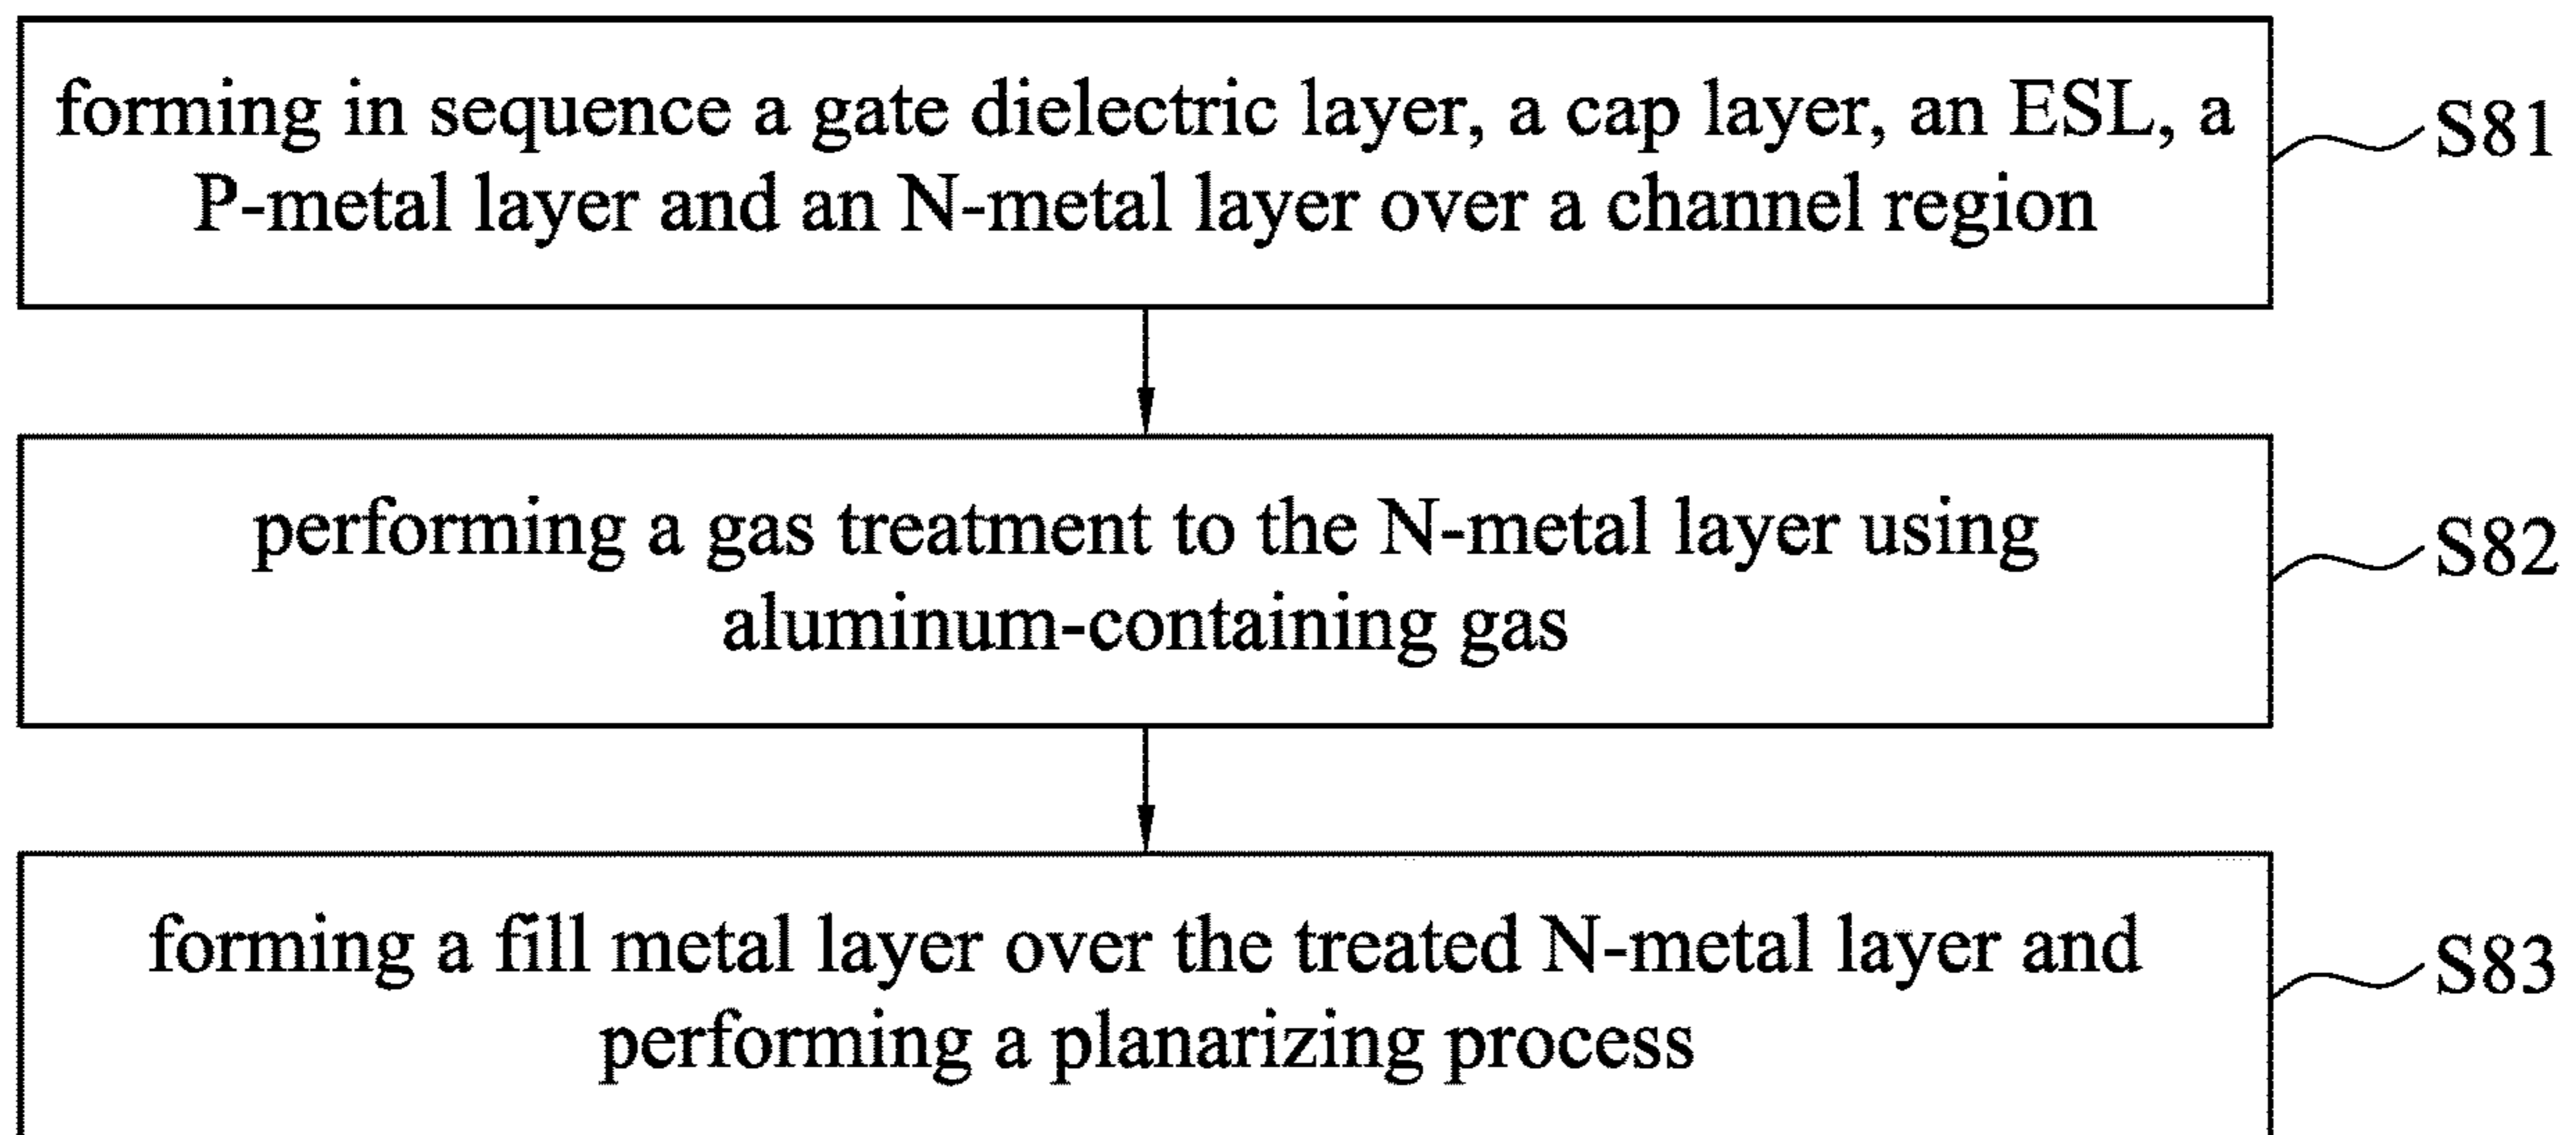 forming in sequence a gate dielectric layer, a cap layer, an ESL, a
P-metal layer and an N-metal layer over a channel region
S81
performing a gas treatment to the N-metal layer using
aluminum-containing gas
S82
forming a fill metal layer over the treated N-metal layer and
performing a planarizing process
S83